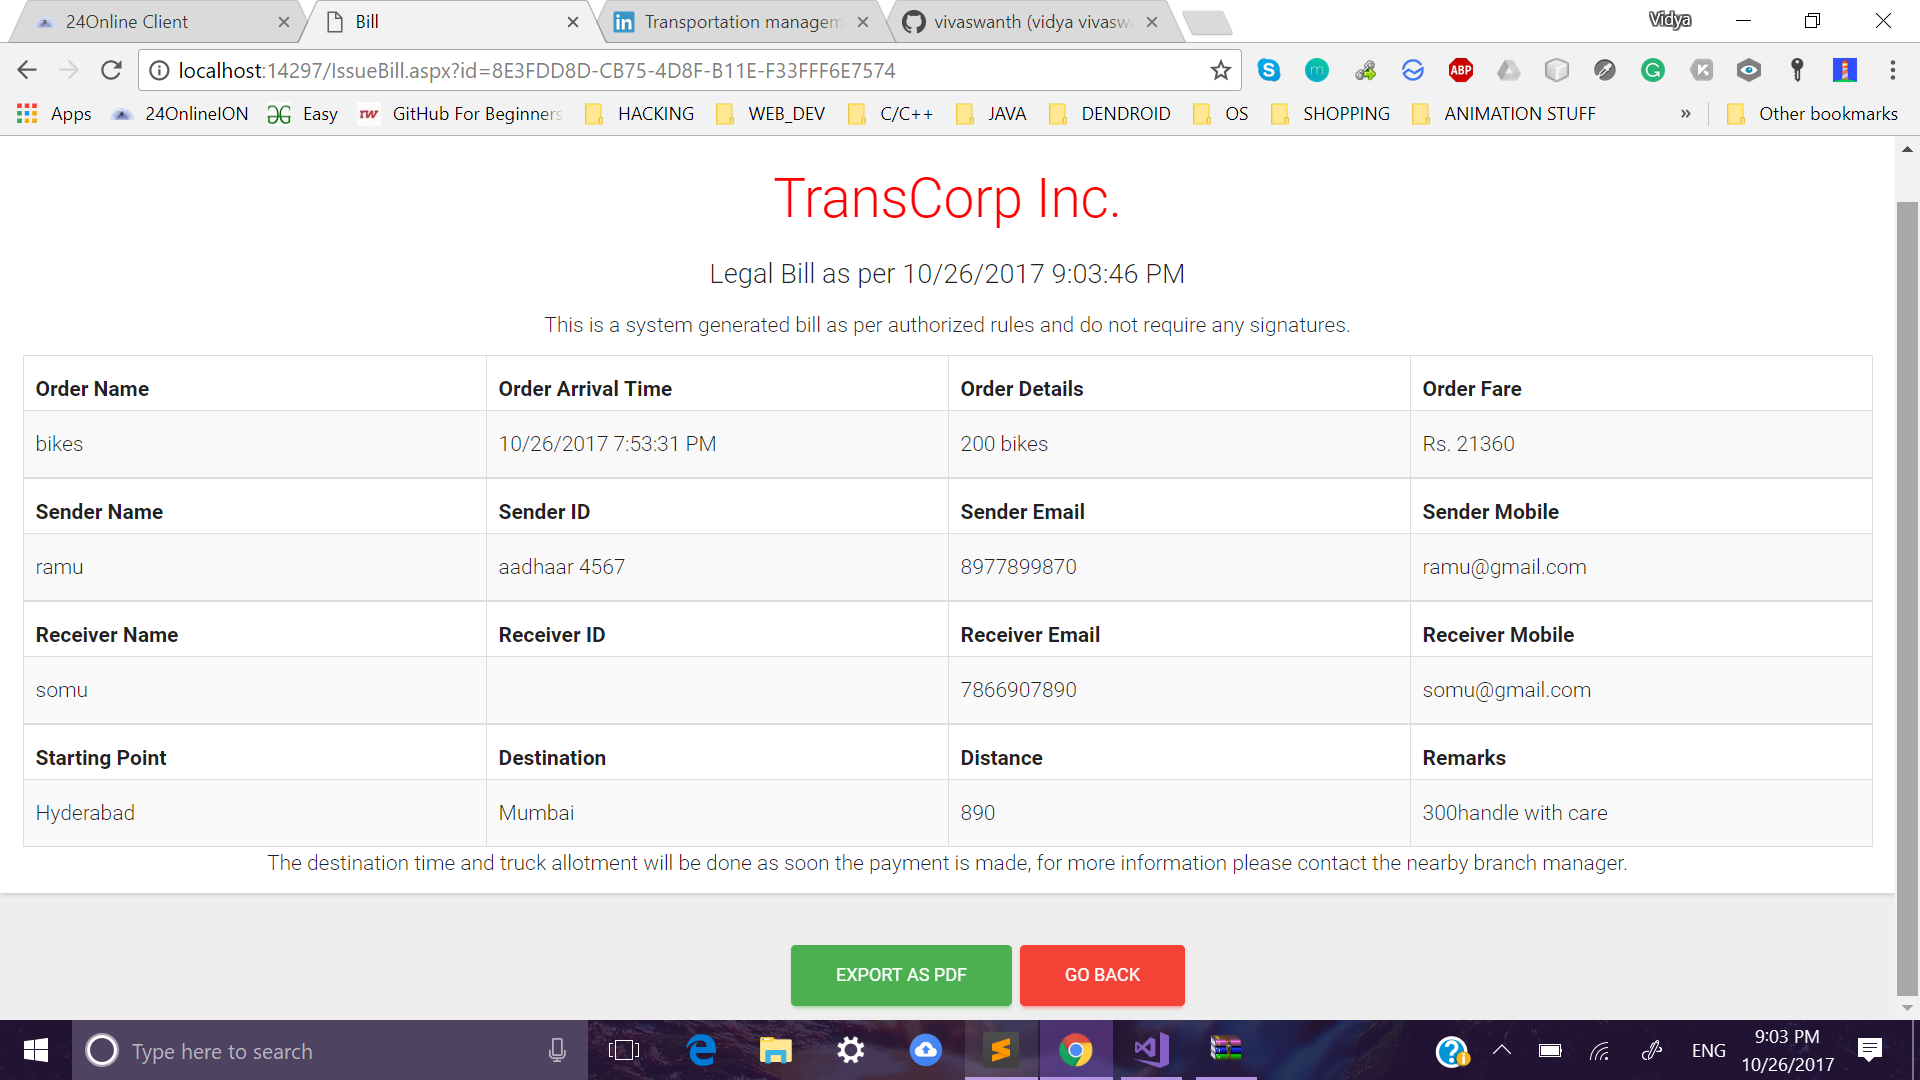 24Online Client
Bill
Transportation managem
vivaswanth (vidya vivasw
Vidya
localhost:14297/IssueBill.aspx?id=8E3FDD8D-CB75-4D8F-B11E-F33FFF6E7574
Apps 24OnlineION Easy GitHub For Beginners HACKING WEB_DEV C/C++ JAVA DENDROID OS SHOPPING ANIMATION STUFF » Other bookmarks
TransCorp Inc.
Legal Bill as per 10/26/2017 9:03:46 PM
This is a system generated bill as per authorized rules and do not require any signatures.
Order Name Order Arrival Time Order Details Order Fare
bikes 10/26/2017 7:53:31 PM 200 bikes Rs. 21360
Sender Name Sender ID Sender Email Sender Mobile
ramu aadhaar 4567 8977899870 ramu@gmail.com
Receiver Name Receiver ID Receiver Email Receiver Mobile
somu 7866907890 somu@gmail.com
Starting Point Destination Distance Remarks
Hyderabad Mumbai 890 300handle with care
The destination time and truck allotment will be done as soon the payment is made, for more information please contact the nearby branch manager.
EXPORT AS PDF GO BACK
Type here to search
ENG
9:03 PM
10/26/2017